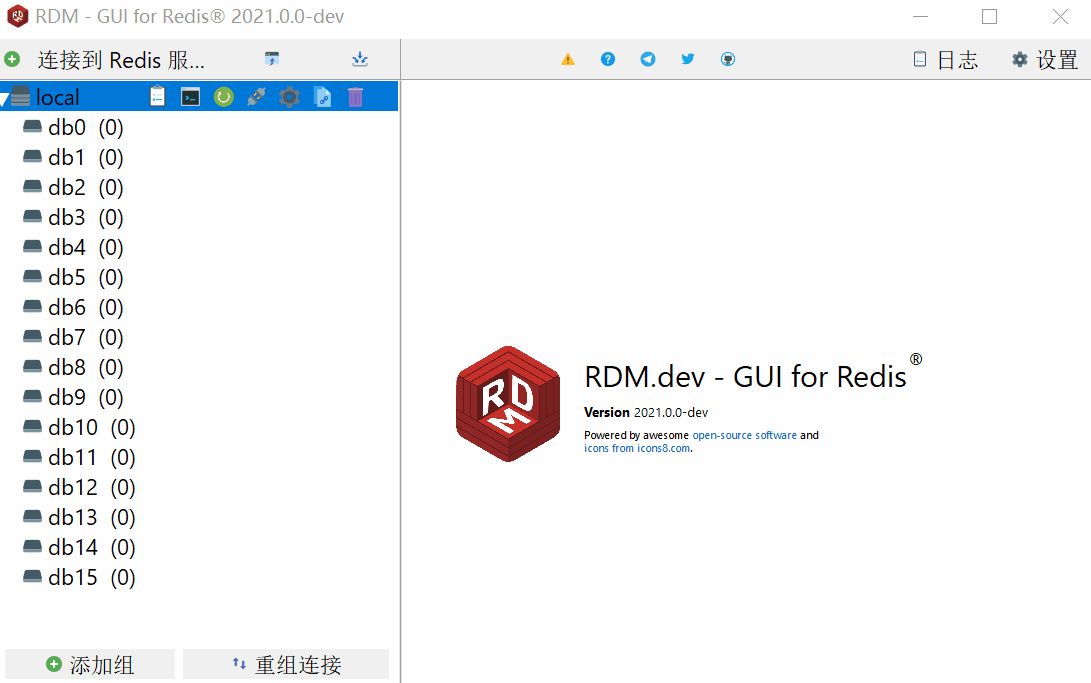 RDM - GUI for Redis® 2021.0.0-dev
连接到 Redis 服...
日志
设置
local
db0 (0)
db1 (0)
db2 (0)
db3 (0)
db4 (0)
db5 (0)
db6 (0)
db7 (0)
db8 (0)
db9 (0)
db10 (0)
db11 (0)
db12 (0)
db13 (0)
db14 (0)
db15 (0)
添加组
重组连接
RDM
RDM.dev - GUI for Redis®
Version 2021.0.0-dev
Powered by awesome open-source software and
icons from icons8.com.